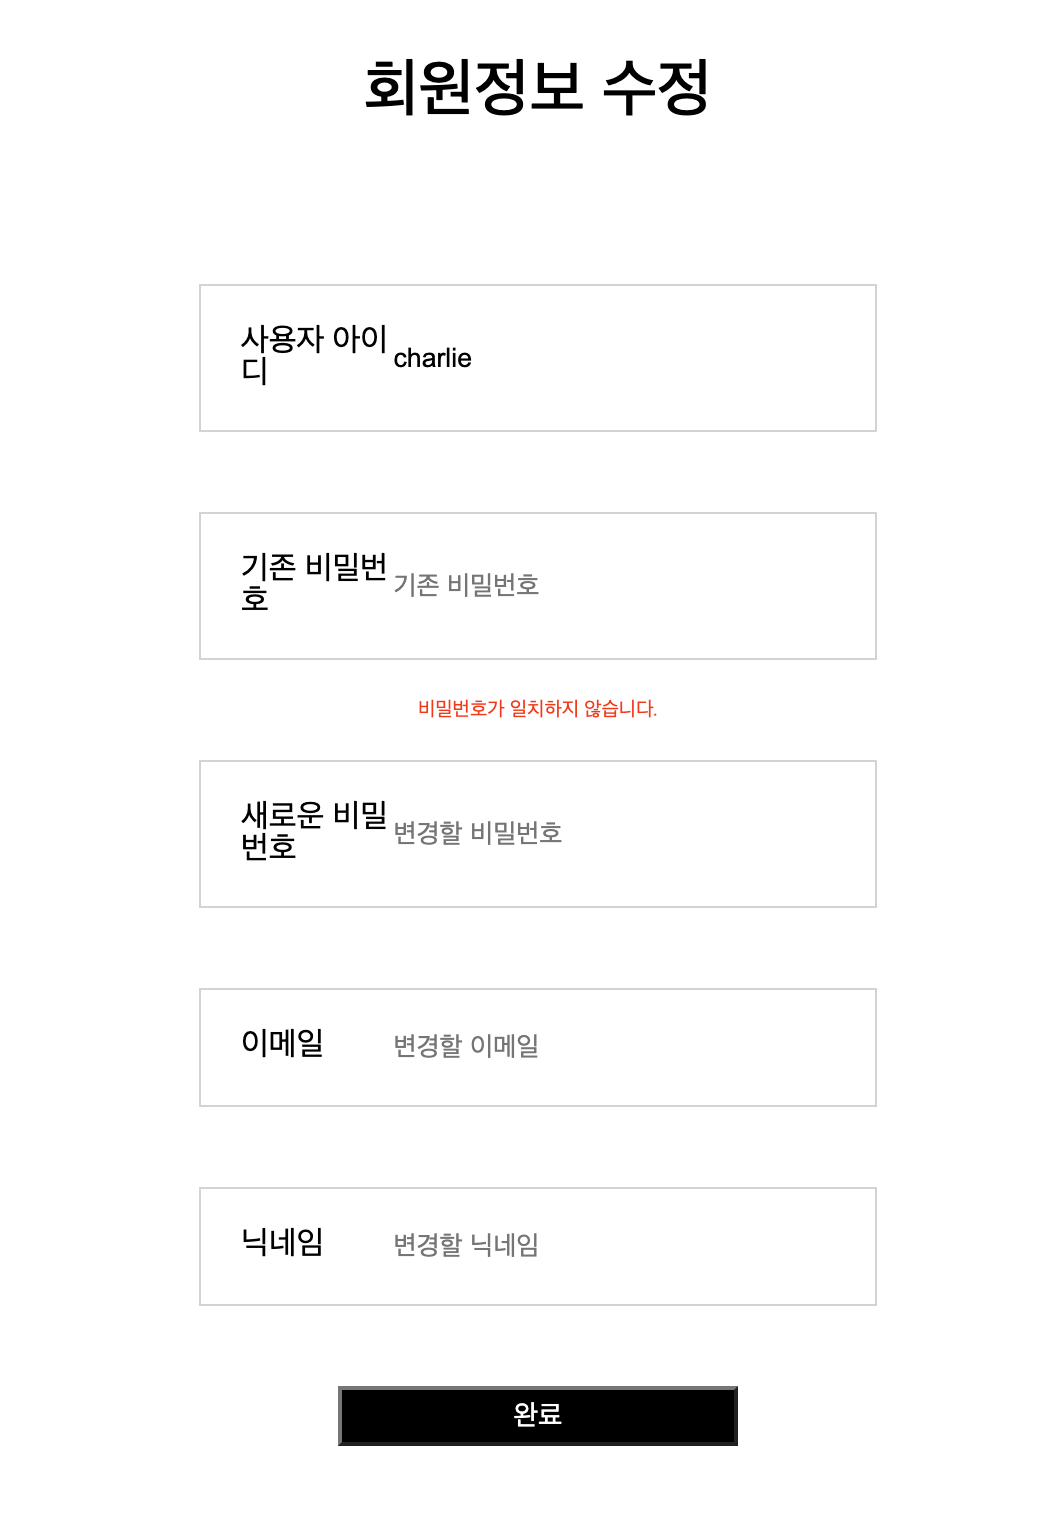 회원정보 수정
사용자 아이
디
charlie
기존 비밀번
호
기존 비밀번호
비밀번호가 일치하지 않습니다.
새로운 비밀
번호
변경할 비밀번호
이메일
변경할 이메일
닉네임
변경할 닉네임
완료